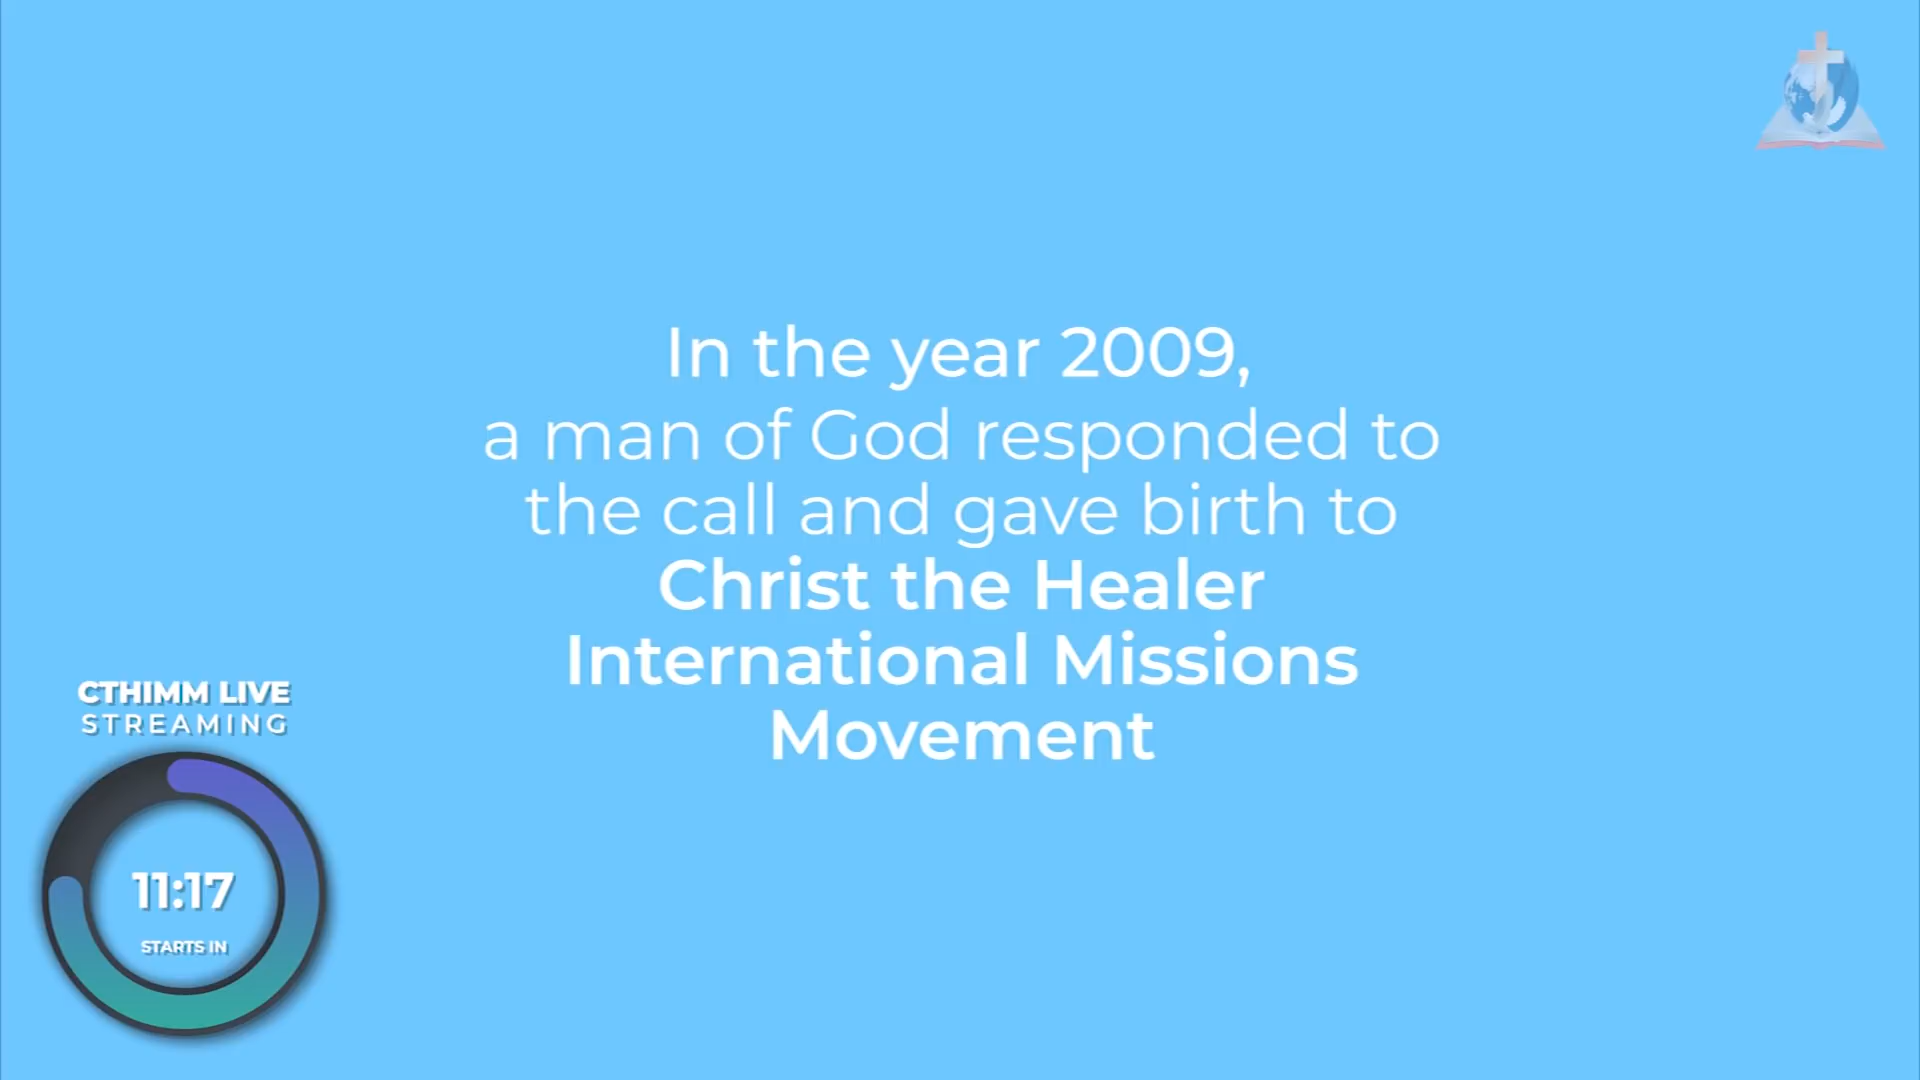 In the year 2009,
a man of God responded to
the call and gave birth to
Christ the Healer
International Missions
Movement
CTHIMM LIVE
STREAMING
11:17
STARTS IN